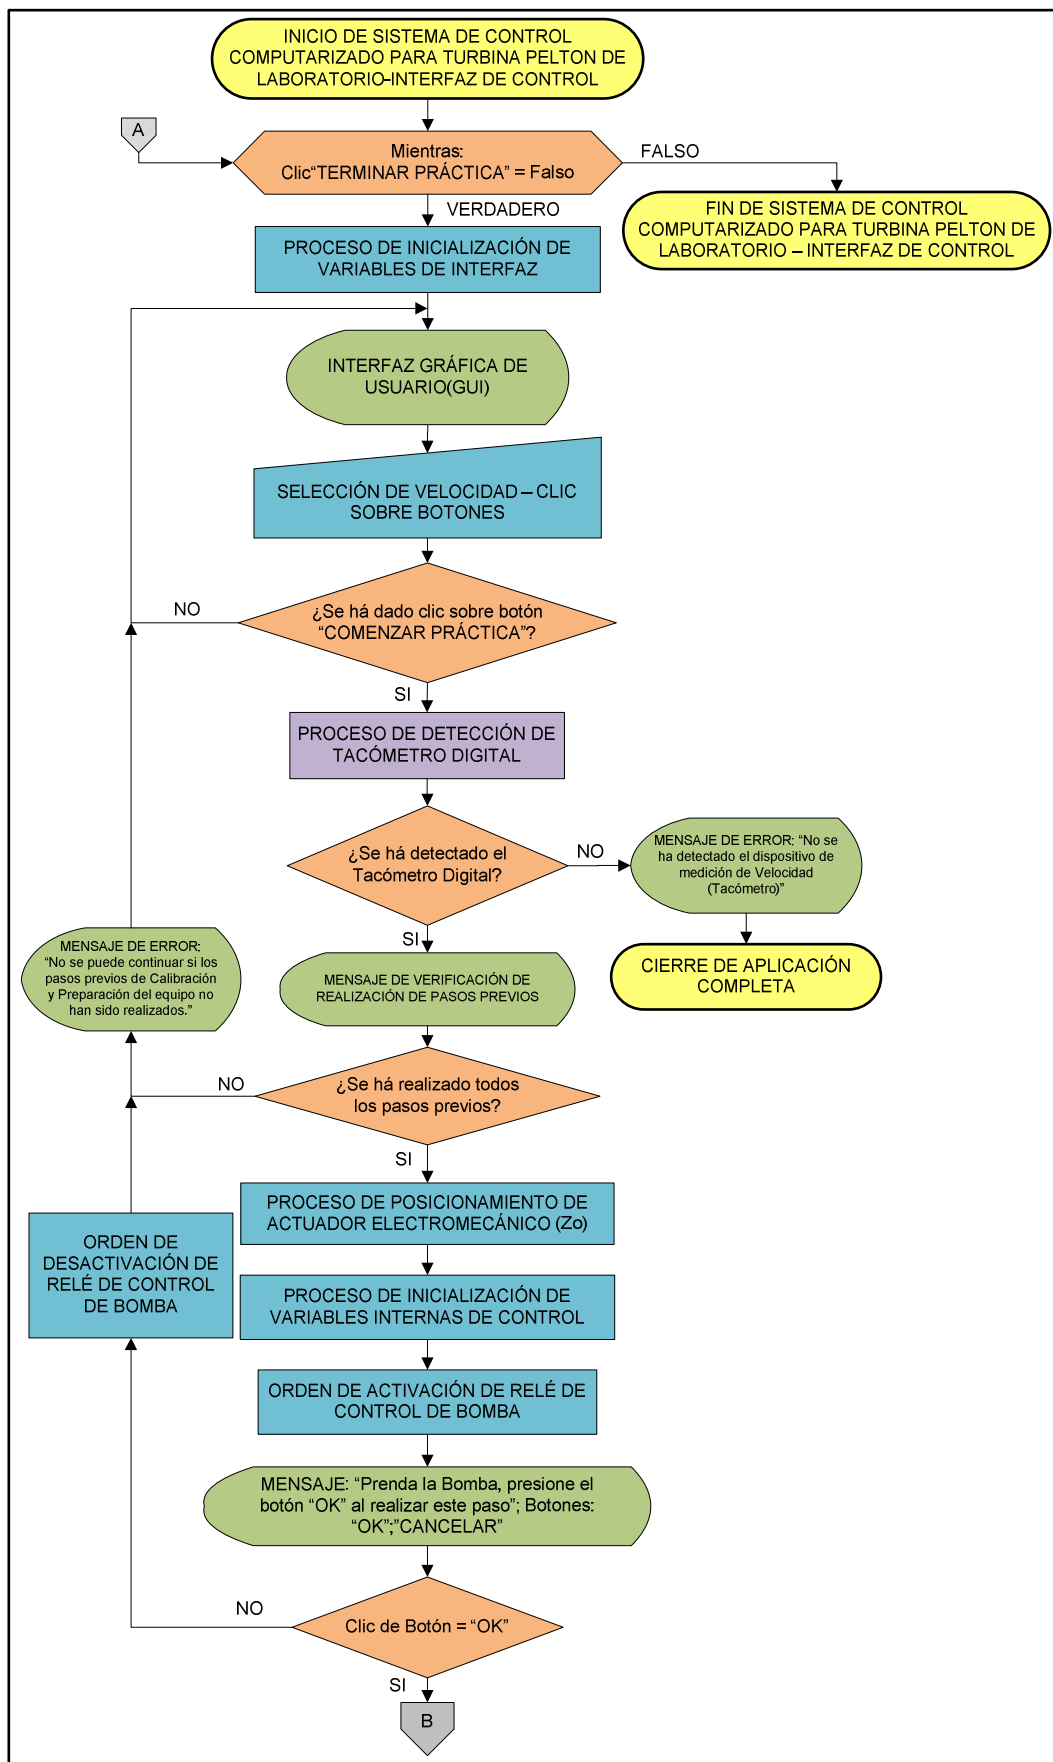 INICIO DE SISTEMA DE CONTROL
COMPUTARIZADO PARA TURBINA PELTON DE
LABORATORIO–INTERFAZ DE CONTROL
A
Mientras:
Clic“TERMINAR PRÁCTICA” = Falso
FALSO
FIN DE SISTEMA DE CONTROL
COMPUTARIZADO PARA TURBINA PELTON DE
LABORATORIO – INTERFAZ DE CONTROL
VERDADERO
PROCESO DE INICIALIZACIÓN DE
VARIABLES DE INTERFAZ
INTERFAZ GRÁFICA DE
USUARIO(GUI)
SELECCIÓN DE VELOCIDAD – CLIC
SOBRE BOTONES
¿Se há dado clic sobre botón
“COMENZAR PRÁCTICA”?
NO
SI
PROCESO DE DETECCIÓN DE
TACÓMETRO DIGITAL
¿Se há detectado el
Tacómetro Digital?
NO
MENSAJE DE ERROR: “No se
ha detectado el dispositivo de
medición de Velocidad
(Tacómetro)”
SI
CIERRE DE APLICACIÓN
COMPLETA
MENSAJE DE ERROR:
“No se puede continuar si los
pasos previos de Calibración
y Preparación del equipo no
han sido realizados.”
MENSAJE DE VERIFICACIÓN DE
REALIZACIÓN DE PASOS PREVIOS
¿Se há realizado todos
los pasos previos?
NO
SI
PROCESO DE POSICIONAMIENTO DE
ACTUADOR ELECTROMECÁNICO (Zo)
ORDEN DE
DESACTIVACIÓN DE
RELÉ DE CONTROL
DE BOMBA
PROCESO DE INICIALIZACIÓN DE
VARIABLES INTERNAS DE CONTROL
ORDEN DE ACTIVACIÓN DE RELÉ DE
CONTROL DE BOMBA
MENSAJE: “Prenda la Bomba, presione el
botón “OK” al realizar este paso”; Botones:
“OK”;”CANCELAR”
NO
Clic de Botón = “OK”
SI
B